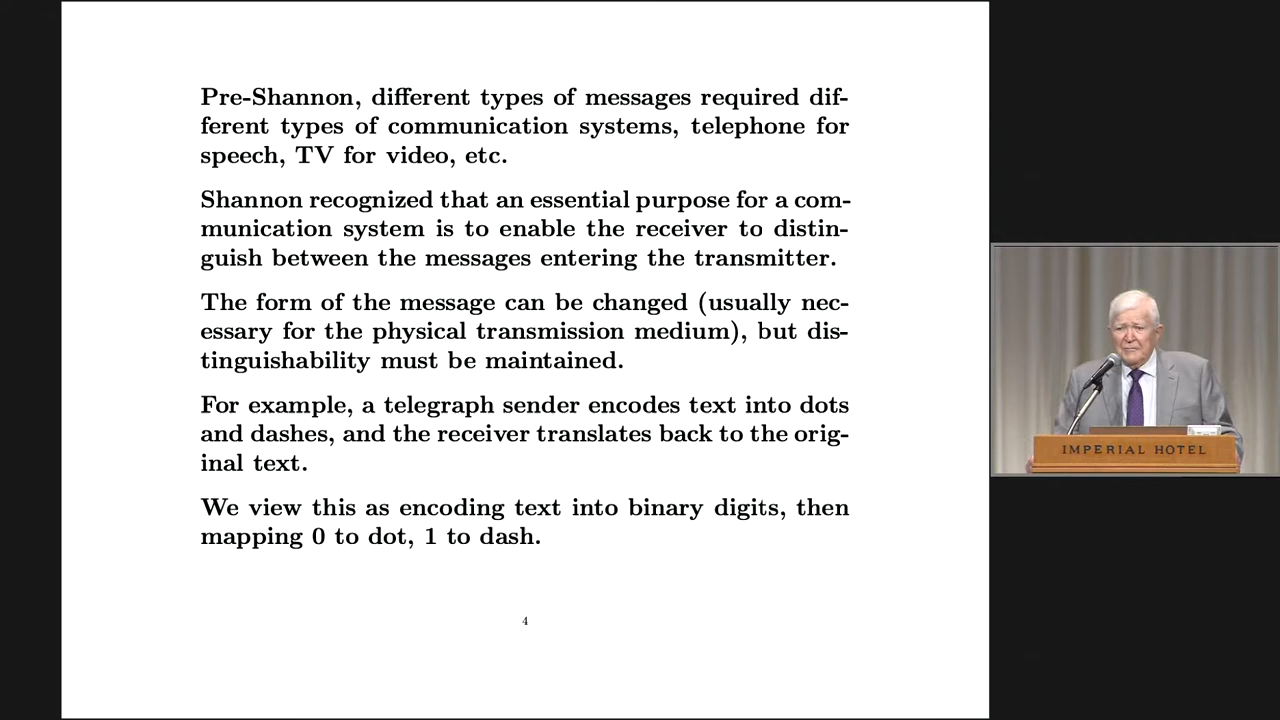 Pre-Shannon, different types of messages required dif-
ferent types of communication systems, telephone for
speech, TV for video, etc.
Shannon recognized that an essential purpose for a com-
munication system is to enable the receiver to distin-
guish between the messages entering the transmitter.
The form of the message can be changed (usually nec-
essary for the physical transmission medium), but dis-
tinguishability must be maintained.
For example, a telegraph sender encodes text into dots
and dashes, and the receiver translates back to the orig-
inal text.
We view this as encoding text into binary digits, then
mapping 0 to dot, 1 to dash.
4
IMPERIAL HOTEL